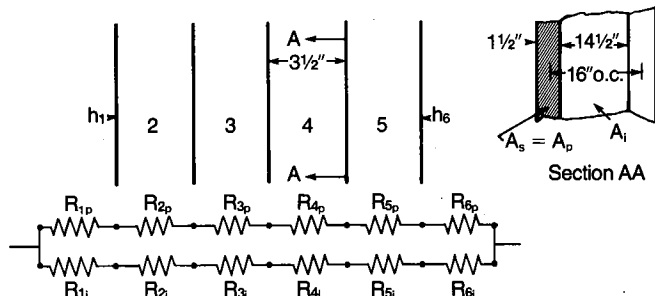 A
3½"
h₁
2
3
4
5
h₆
A
1½"
14½"
16"o.c.
Aₛ = Aₚ
Aᵢ
Section AA
R₁ₚ R₂ₚ R₃ₚ R₄ₚ R₅ₚ R₆ₚ
R₁ᵢ R₂ᵢ R₃ᵢ R₄ᵢ R₅ᵢ R₆ᵢ